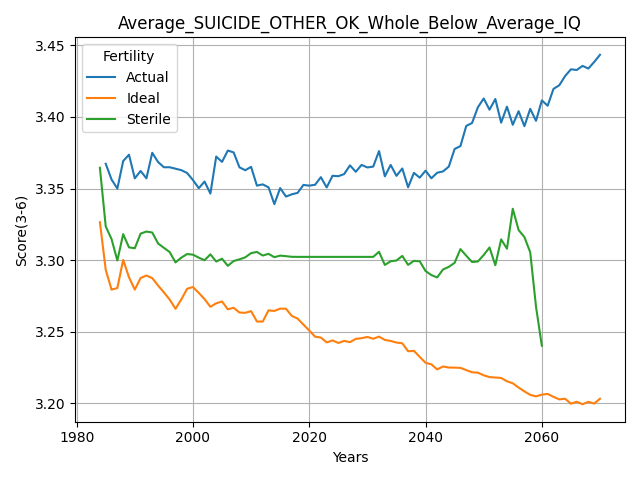 Average_SUICIDE_OTHER_OK_Whole_Below_Average_IQ
Fertility
Actual
Ideal
Sterile
Score(3-6)
3.45
3.40
3.35
3.30
3.25
3.20
1980
2000
2020
2040
2060
Years